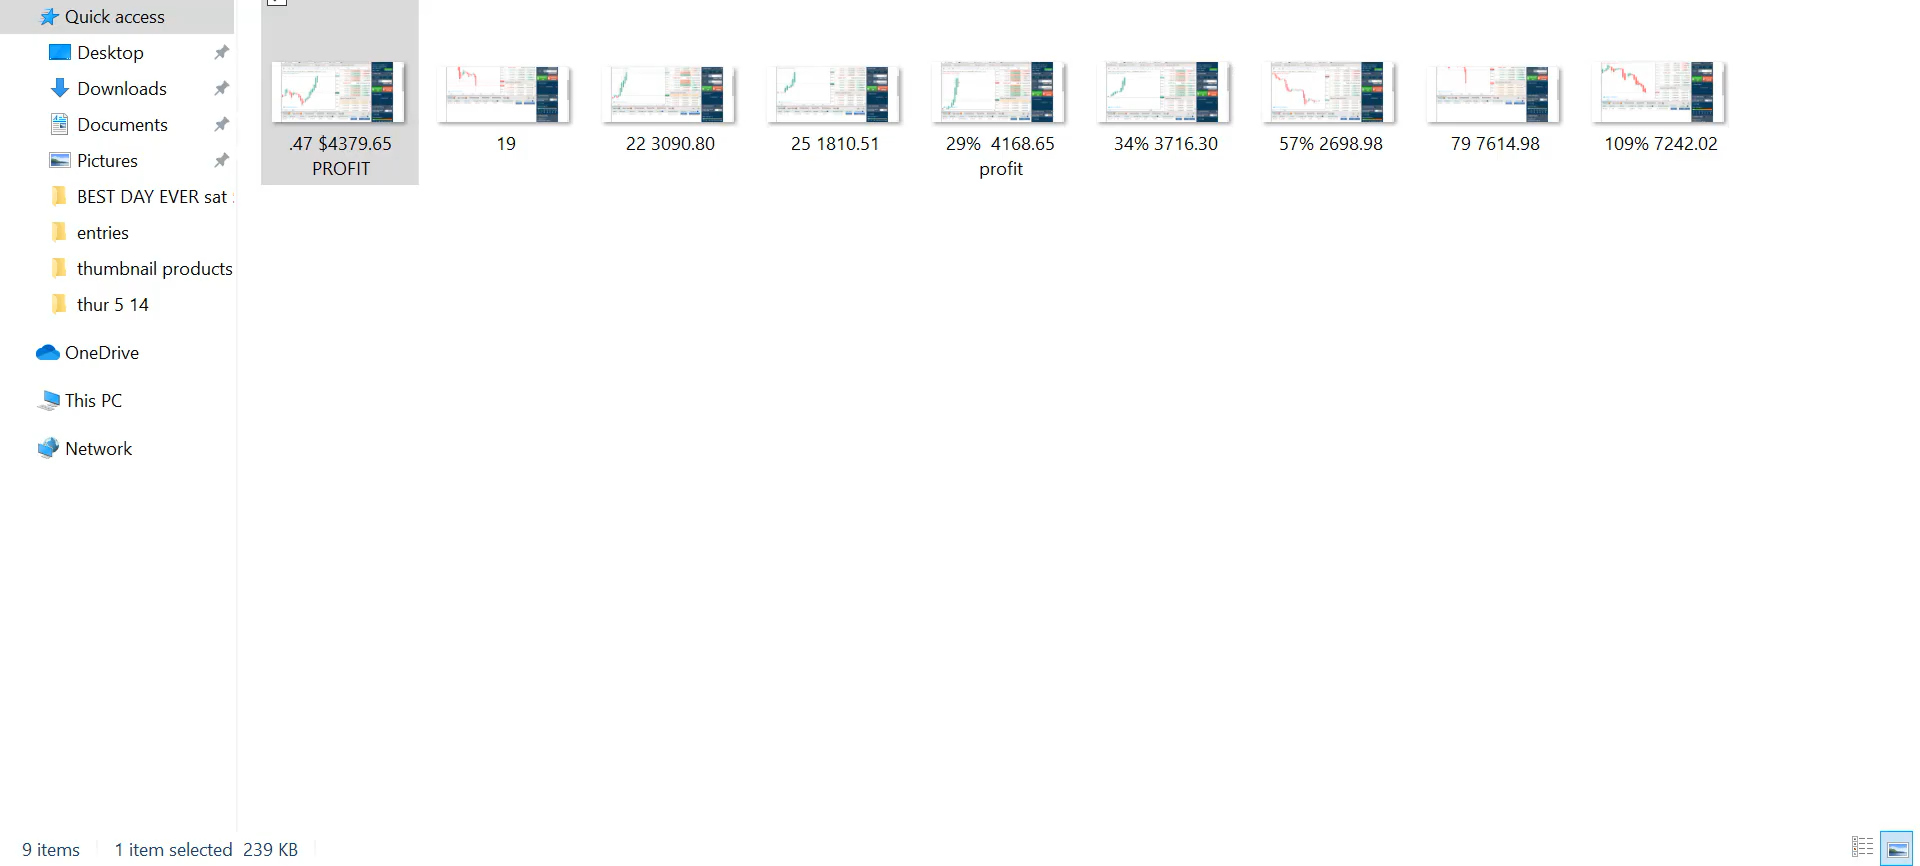 Quick access
Desktop
Downloads
Documents
Pictures
BEST DAY EVER sat
entries
thumbnail products
thur 5 14
OneDrive
This PC
Network
.47 $4379.65
PROFIT
19
22 3090.80
25 1810.51
29%  4168.65
profit
34% 3716.30
57% 2698.98
79 7614.98
109% 7242.02
9 items
1 item selected  239 KB